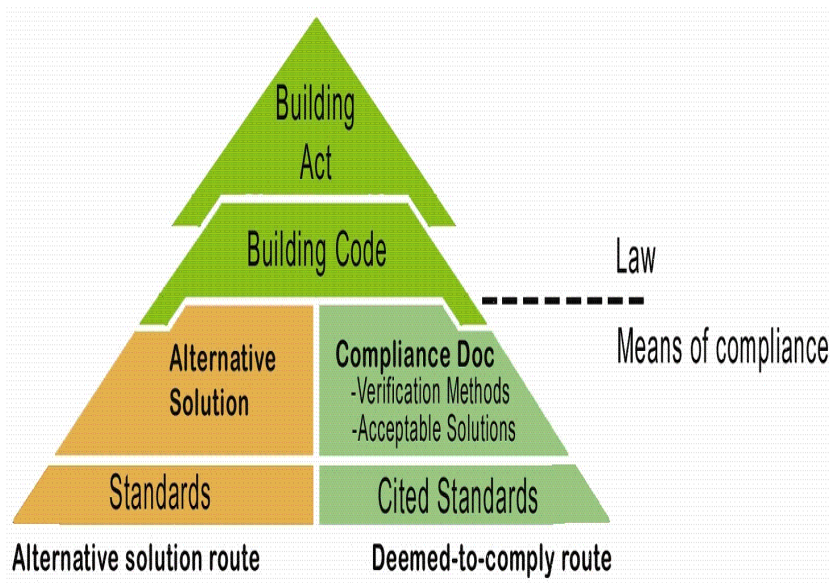 Building
Act
Building Code
Law
Means of compliance
Alternative
Solution
Compliance Doc
-Verification Methods
-Acceptable Solutions
Standards
Cited Standards
Alternative solution route
Deemed-to-comply route